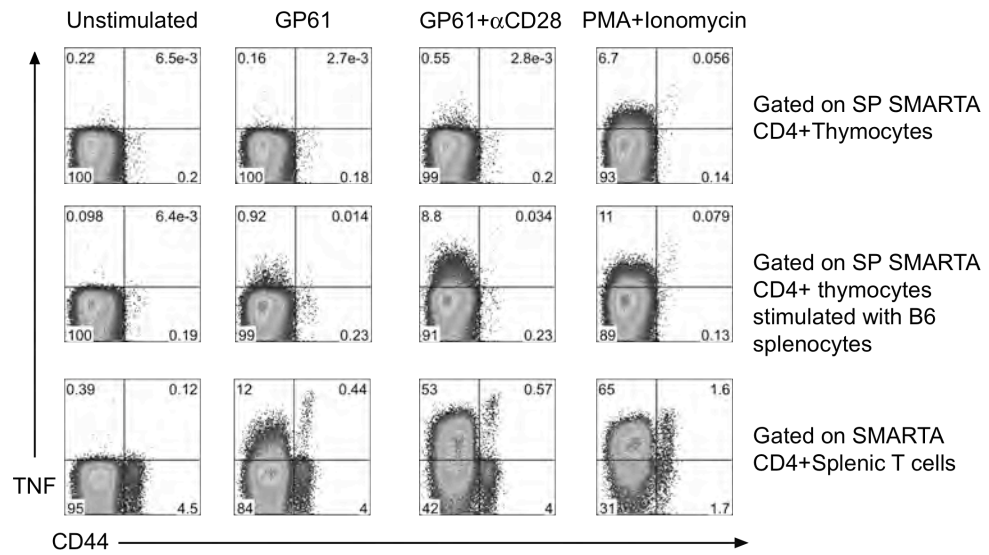 Unstimulated GP61 GP61+αCD28 PMA+Ionomycin
0.22 6.5e-3 0.16 2.7e-3 0.55 2.8e-3 6.7 0.056
Gated on SP SMARTA
CD4+Thymocytes
100 0.2 100 0.18 99 0.2 93 0.14
0.098 6.4e-3 0.92 0.014 8.8 0.034 11 0.079
Gated on SP SMARTA
CD4+ thymocytes
stimulated with B6
splenocytes
100 0.19 99 0.23 91 0.23 89 0.13
0.39 0.12 12 0.44 53 0.57 65 1.6
Gated on SMARTA
CD4+Splenic T cells
TNF
95 4.5 84 4 42 4 31 1.7
CD44